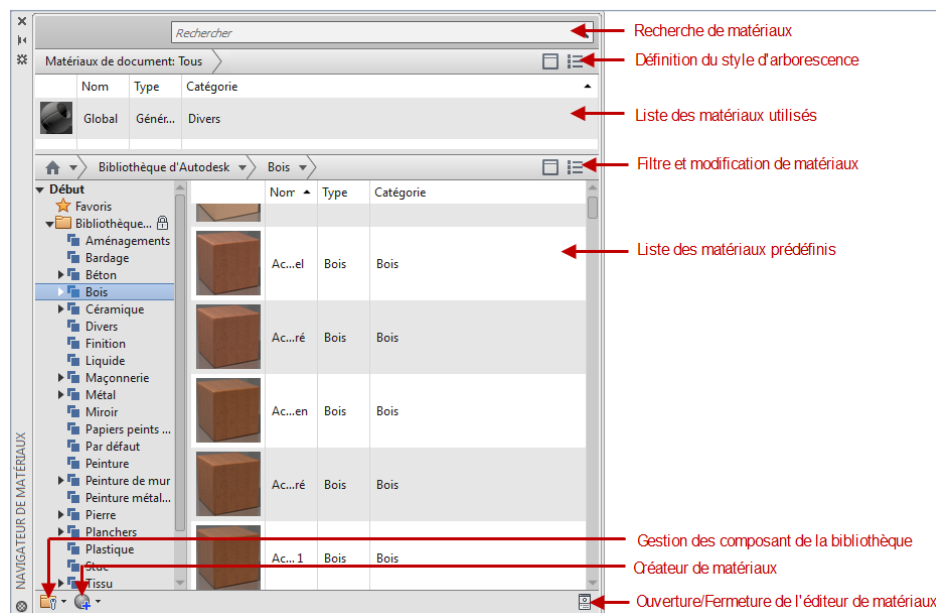 Rechercher
Recherche de matériaux
Matériaux de document: Tous
Définition du style d'arborescence
Nom Type Catégorie
Global Génér... Divers
Liste des matériaux utilisés
Bibliothèque d'Autodesk Bois
Filtre et modification de matériaux
Début
Favoris
Bibliothèque...
Aménagements
Bardage
Béton
Bois
Céramique
Divers
Finition
Liquide
Maçonnerie
Métal
Miroir
Papiers peints ...
Par défaut
Peinture
Peinture de mur
Peinture métal...
Pierre
Planchers
Plastique
Stuc
Tissu
Nom Type Catégorie
Ac...el Bois Bois
Ac...ré Bois Bois
Ac...en Bois Bois
Ac...ré Bois Bois
Ac... 1 Bois Bois
Liste des matériaux prédéfinis
Gestion des composant de la bibliothèque
Créateur de matériaux
Ouverture/Fermeture de l'éditeur de matériaux
NAVIGATEUR DE MATÉRIAUX